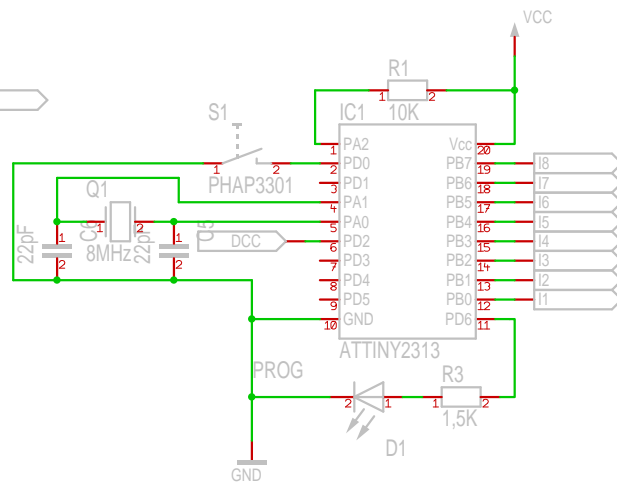 VCC
R1
1 2
10K
S1
1 2
PHAP3301
IC1
1 PA2 Vcc 20
2 PD0 PB7 19 I8
3 PD1 PB6 18 I7
4 PA1 PB5 17 I6
5 PA0 PB4 16 I5
6 PD2 PB3 15 I4
7 PD3 PB2 14 I3
8 PD4 PB1 13 I2
9 PD5 PB0 12 I1
10 GND PD6 11
ATTINY2313
Q1
1 2
8MHz
22pF
C6
1
2
22pF
C5
1
2
DCC
PROG
R3
1 2
1,5K
2 1
D1
GND